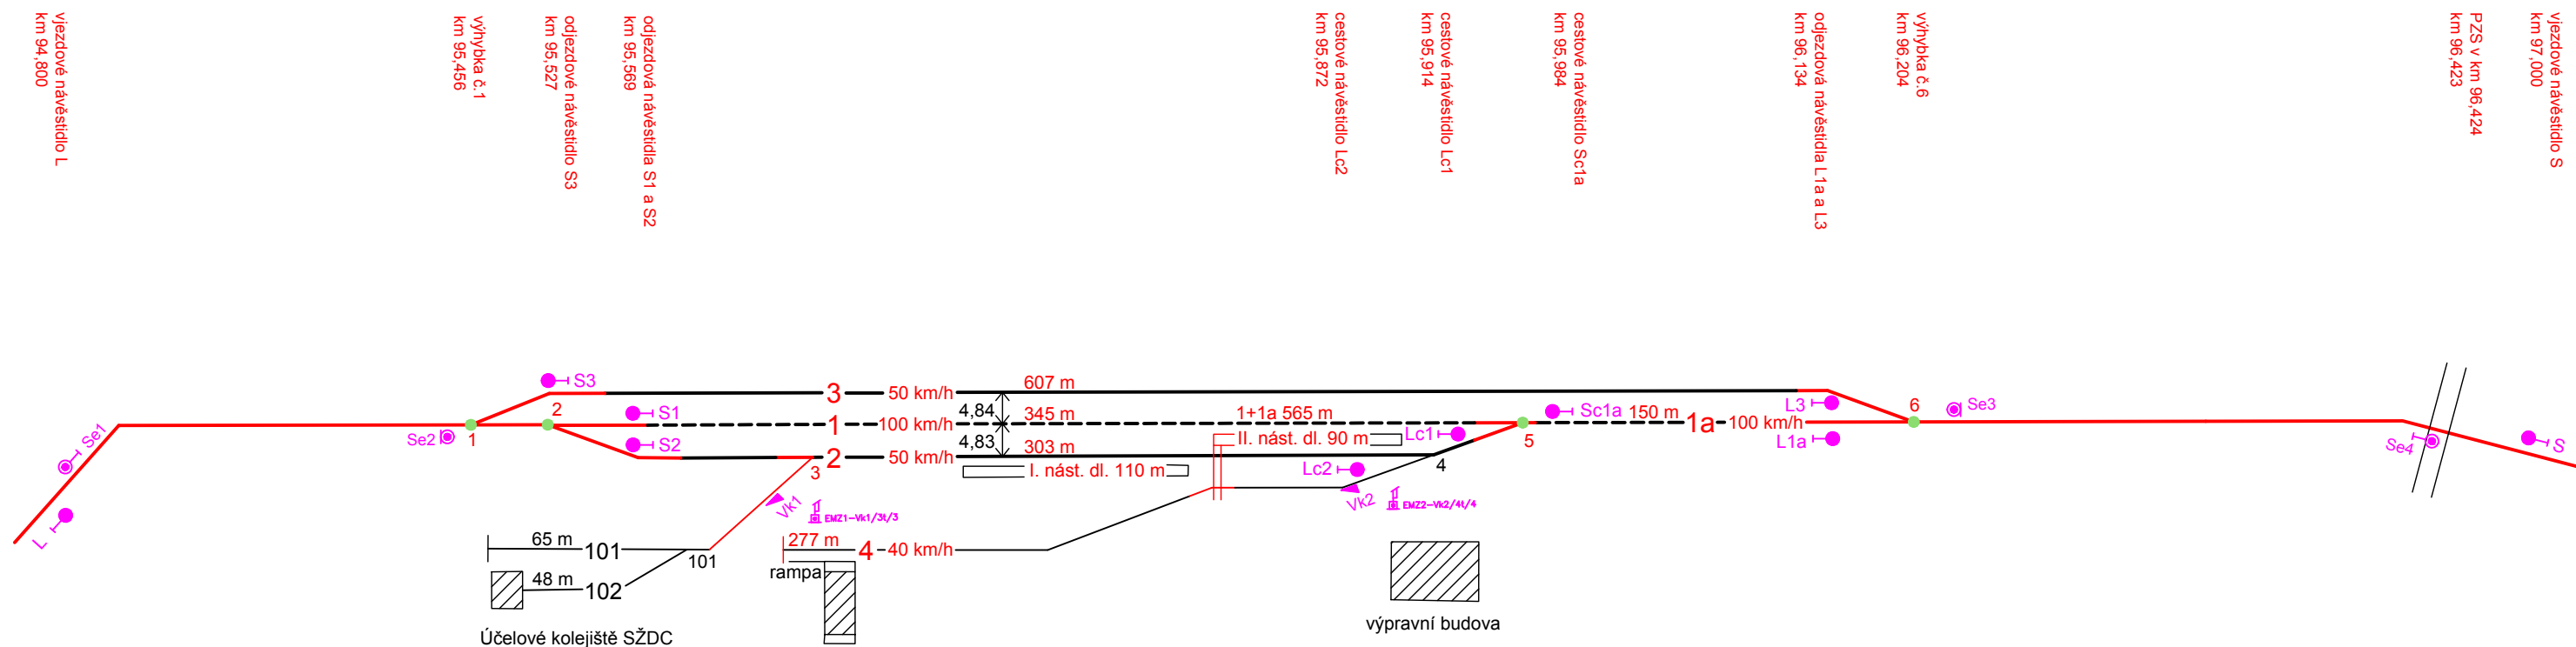 vjezdové návěstidlo L
km 94,800
výhybka č.1
km 95,456
odjezdové návěstidlo S3
km 95,527
odjezdová návěstidla S1 a S2
km 95,569
cestové návěstidlo Lc2
km 95,872
cestové návěstidlo Lc1
km 95,914
cestové návěstidlo Sc1a
km 95,984
odjezdová návěstidla L1a a L3
km 96,134
výhybka č.6
km 96,204
PZS v km 96,424
km 96,423
vjezdové návěstidlo S
km 97,000
S3
3
50 km/h
607 m
2
S1
4,84
1
100 km/h
345 m
1+1a 565 m
Sc1a
150 m
1a
100 km/h
L3
6
Se3
Se1
Se2
1
S2
4,83
Lc1
5
L1a
Se4
S
3
2
50 km/h
303 m
II. nást. dl. 90 m
4
I. nást. dl. 110 m
Lc2
L
Vk1
EMZ1-Vk1/3t/3
Vk2
EMZ2-Vk2/4t/4
65 m
101
101
277 m
4
40 km/h
48 m
102
rampa
Účelové kolejiště SŽDC
výpravní budova